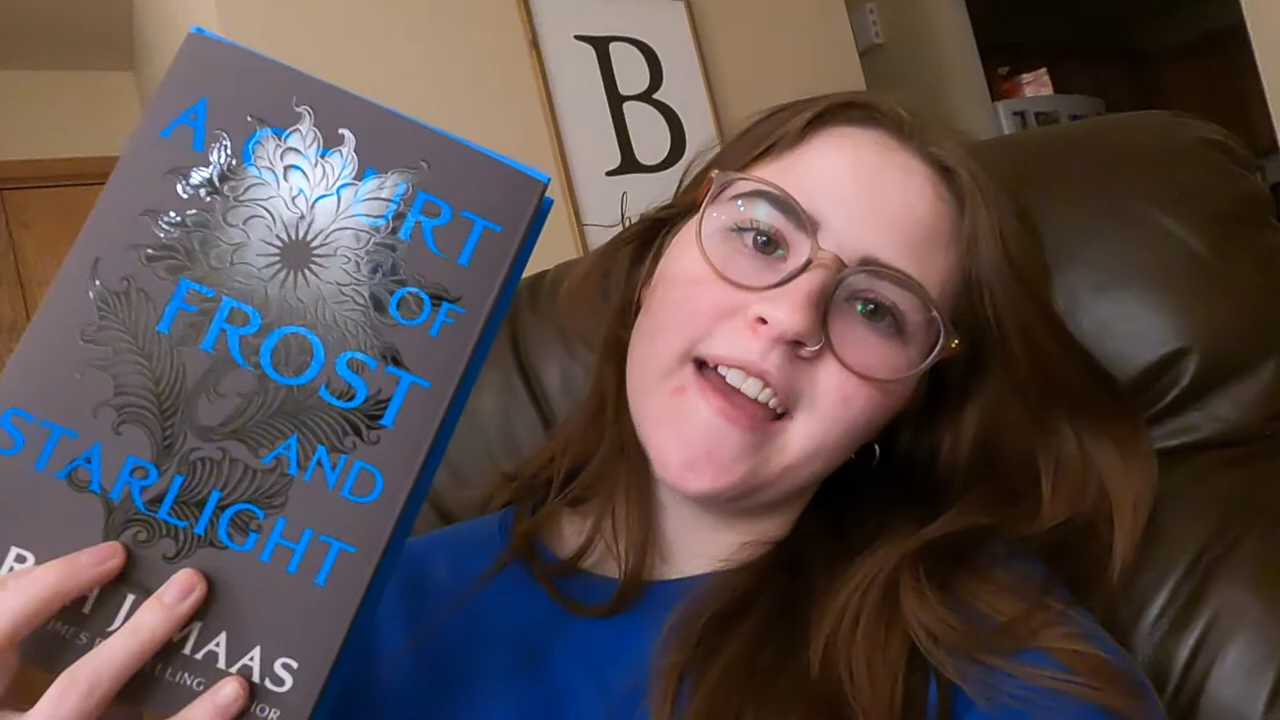 A COURT
OF
FROST
AND
STARLIGHT
J. MAAS
B